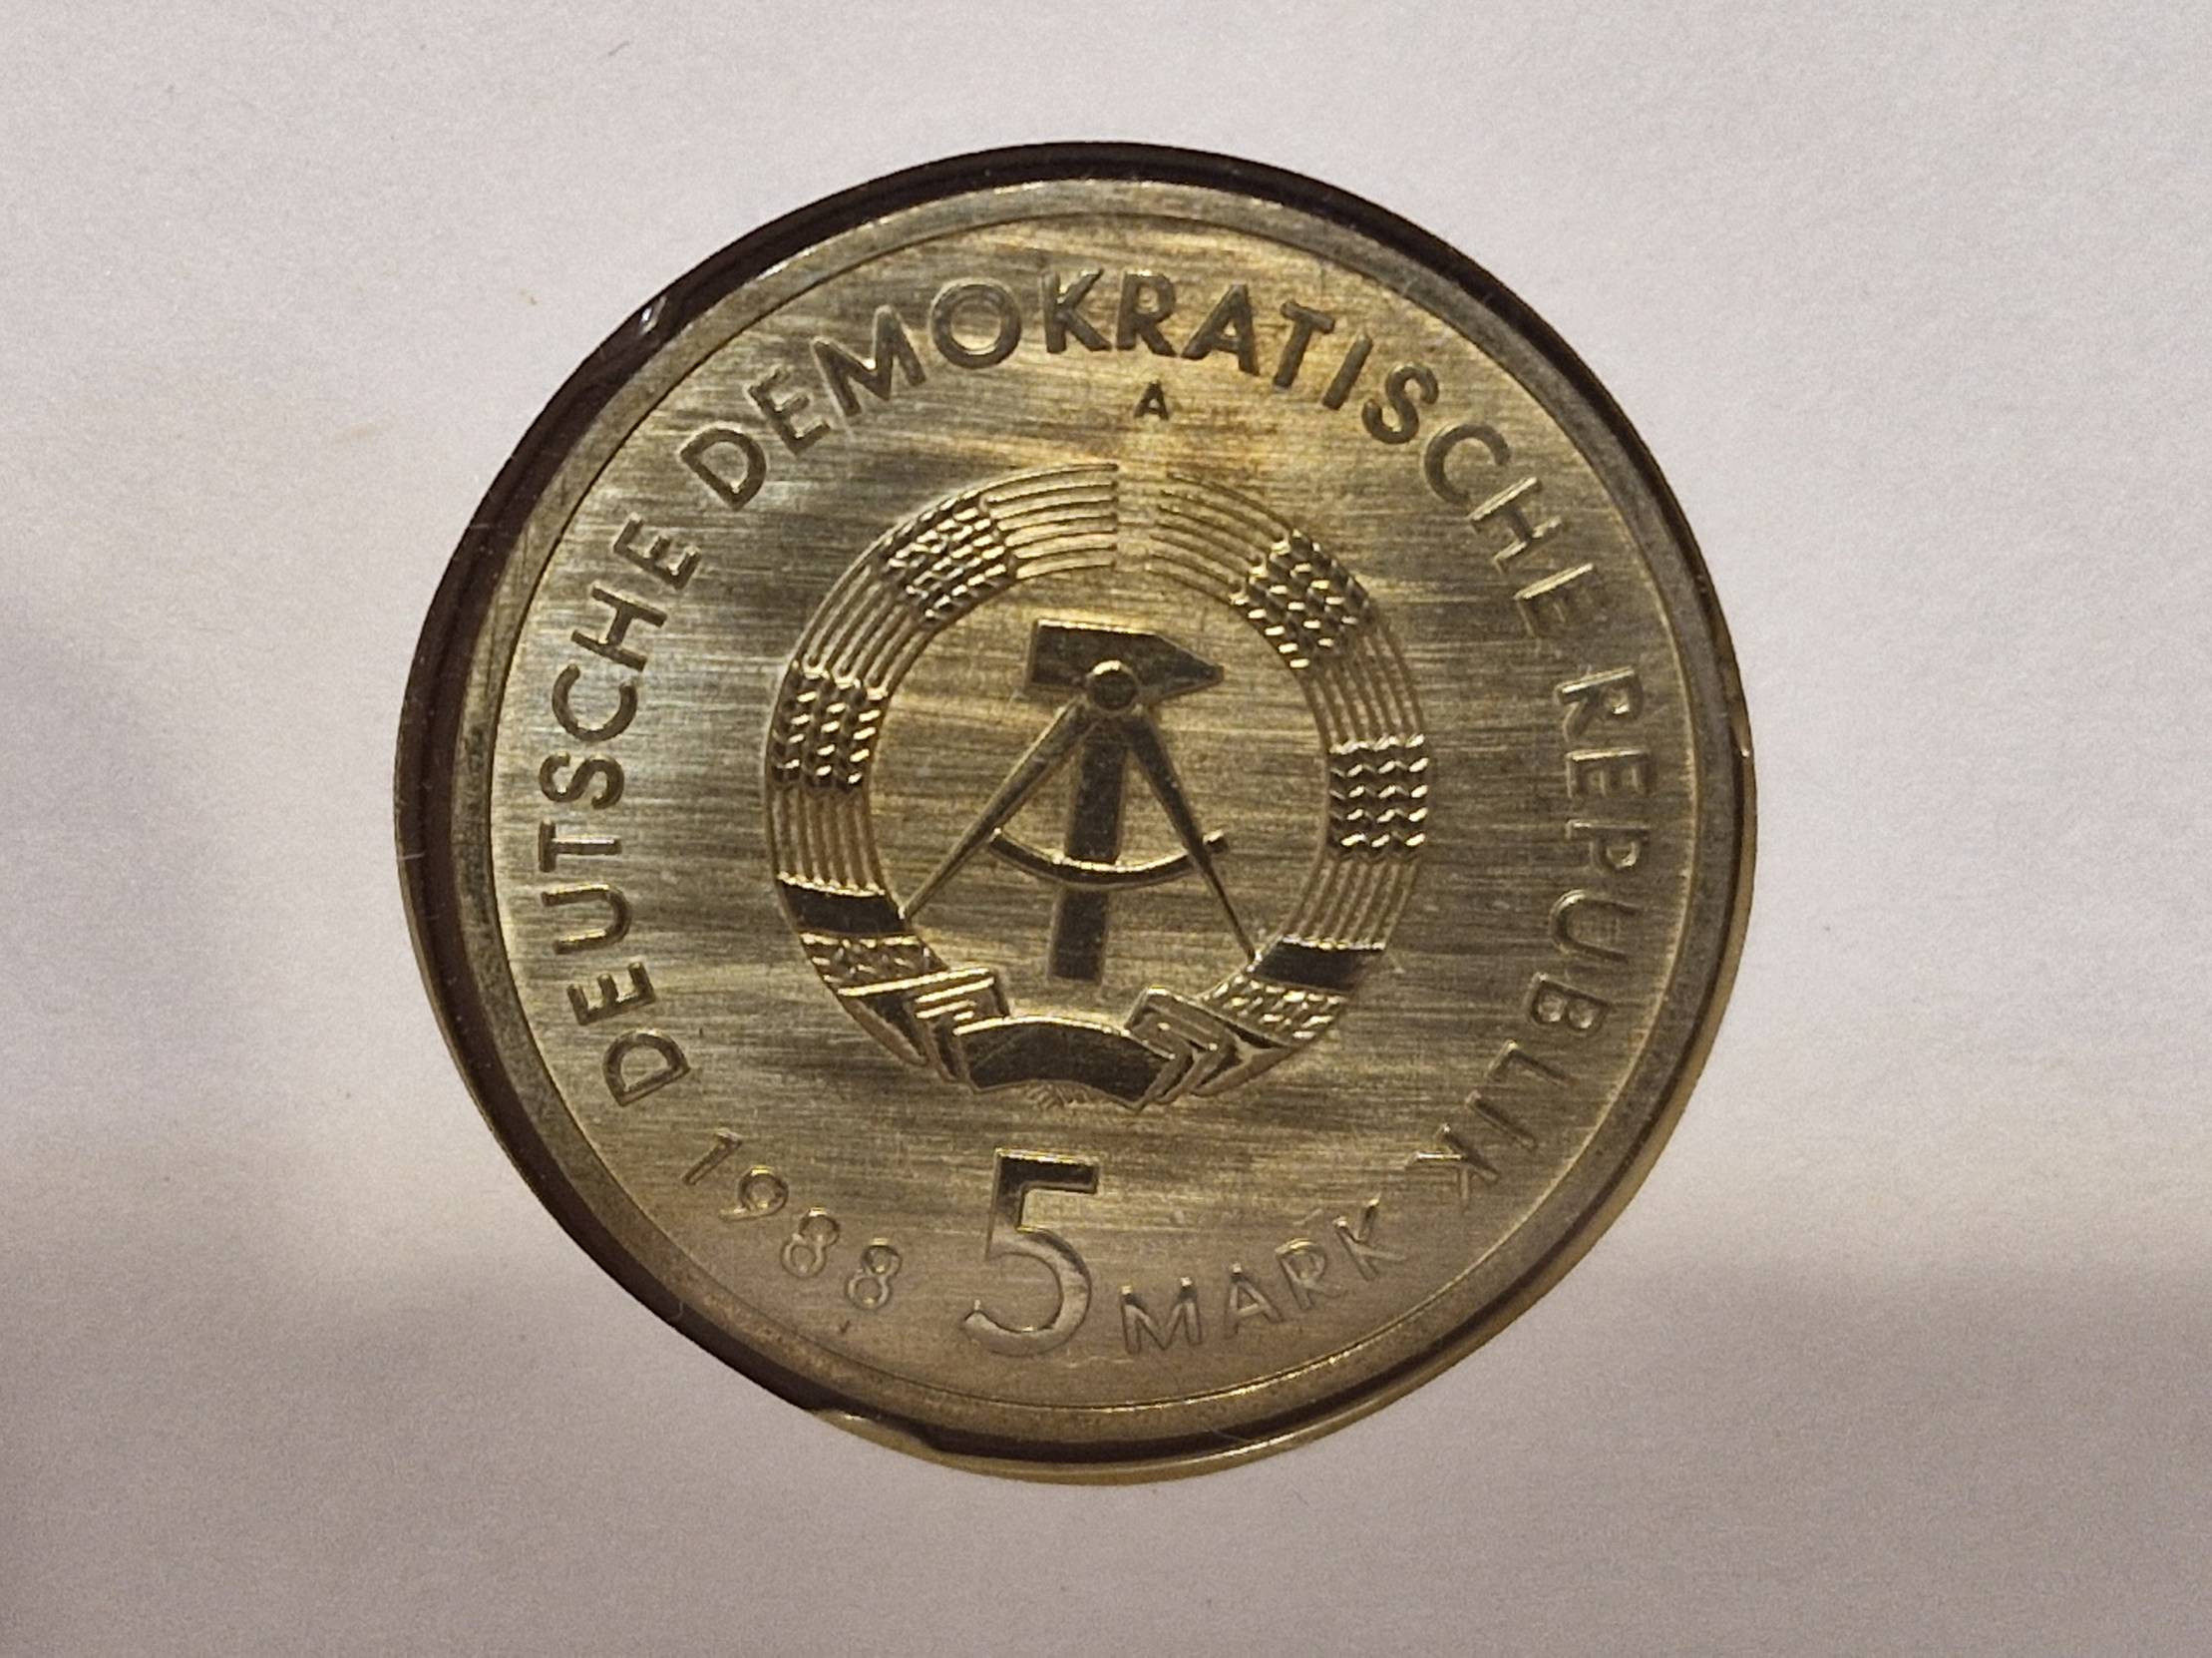 DEUTSCHE DEMOKRATISCHE REPUBLIK
A
1988 5 MARK